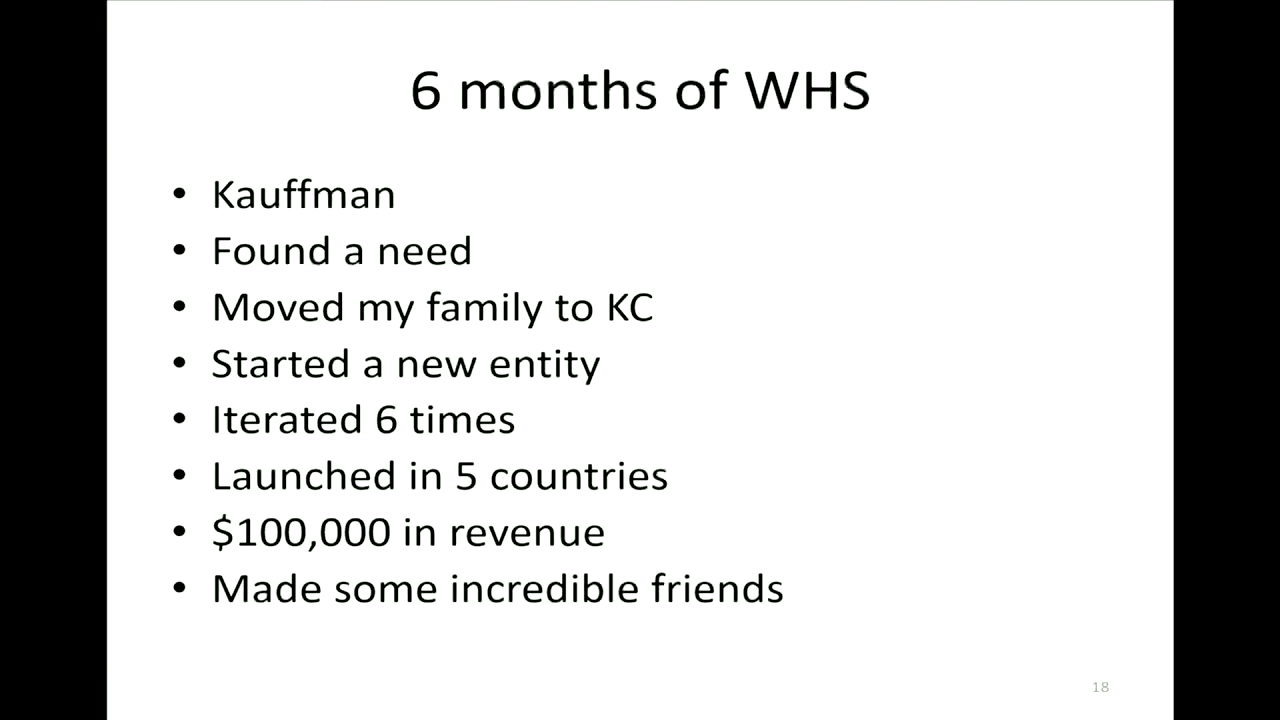 6 months of WHS
• Kauffman
• Found a need
• Moved my family to KC
• Started a new entity
• Iterated 6 times
• Launched in 5 countries
• $100,000 in revenue
• Made some incredible friends
18